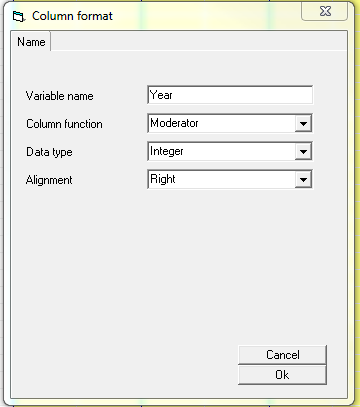 Column format
Name
Variable name Year
Column function Moderator
Data type Integer
Alignment Right
Cancel
Ok